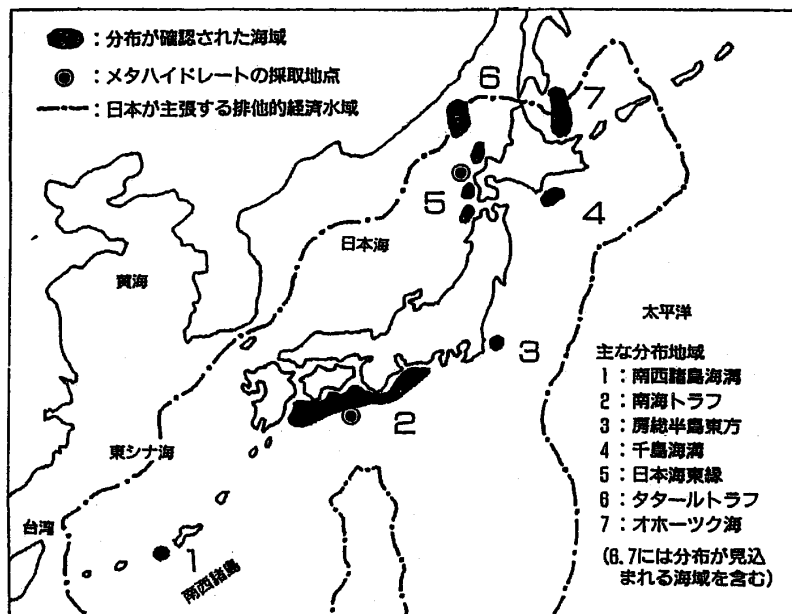 ：分布が確認された海域
：メタハイドレートの採取地点
：日本が主張する排他的経済水域
6
7
5
4
日本海
黄海
太平洋
3
主な分布地域
1：南西諸島海溝
2：南海トラフ
3：房総半島東方
4：千島海溝
5：日本海東縁
6：タタールトラフ
7：オホーツク海
(6.7には分布が見込
まれる海域を含む)
2
東シナ海
台湾
1
南西諸島